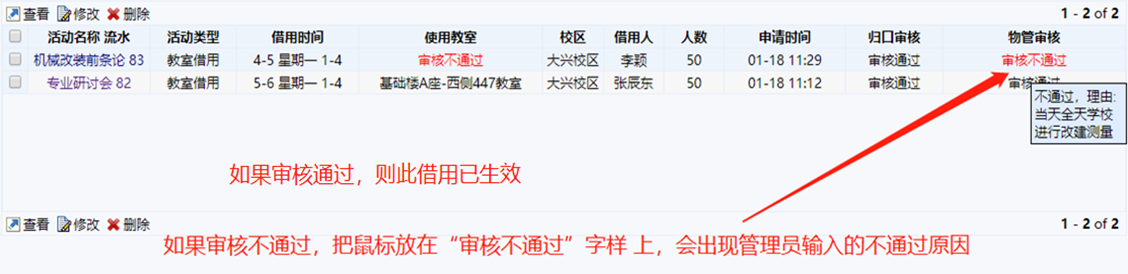 查看 修改 删除 1 - 2 of 2
活动名称 流水 活动类型 借用时间 使用教室 校区 借用人 人数 申请时间 归口审核 物管审核
机械改装前条论 83 教室借用 4-5 星期一 1-4 审核不通过 大兴校区 李颖 50 01-18 11:29 审核通过 审核不通过
专业研讨会 82 教室借用 5-6 星期一 1-4 基础楼A座-西侧447教室 大兴校区 张辰东 50 01-18 11:12 审核通过 审核通过
不通过，理由:
当天全天学校
进行改建测量
如果审核通过，则此借用已生效
查看 修改 删除 1 - 2 of 2
如果审核不通过，把鼠标放在“审核不通过”字样 上，会出现管理员输入的不通过原因